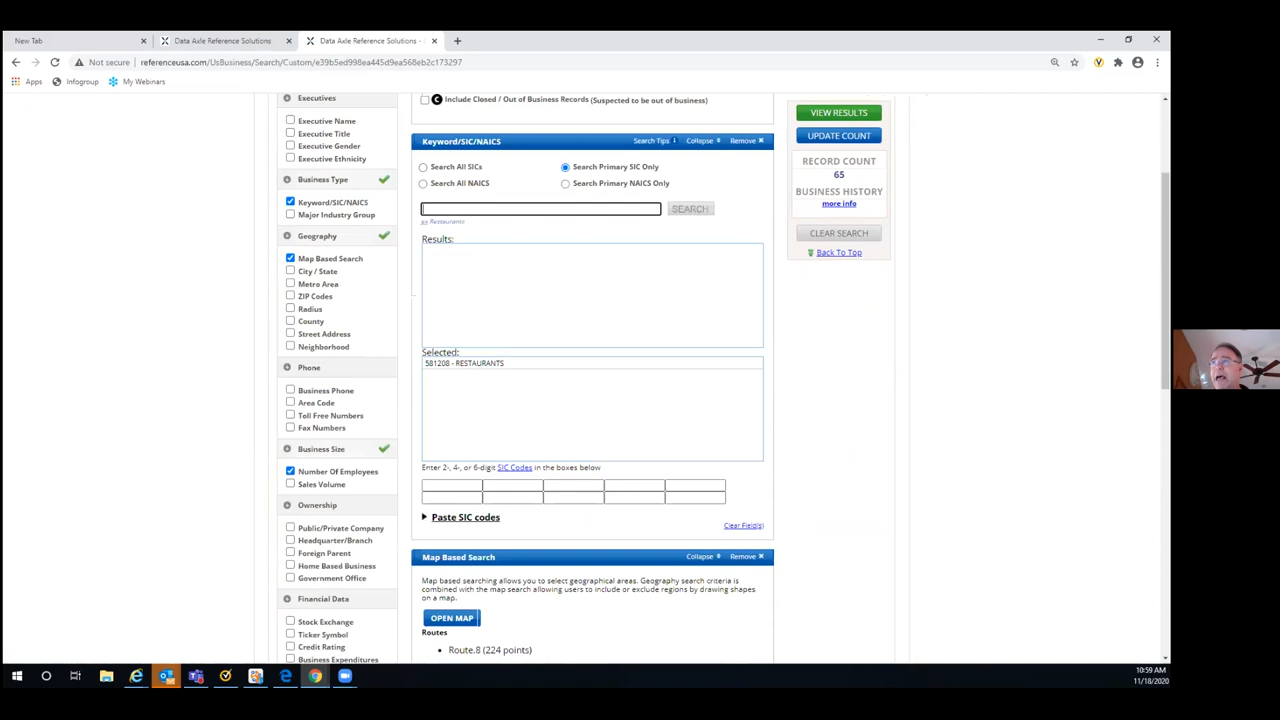 New Tab
Data Axle Reference Solutions
Data Axle Reference Solutions -
Not secure
referenceusa.com/UsBusiness/Search/Custom/e39b5ed998ea445d9ea568eb2c173297
Apps
Infogroup
My Webinars
Executives
Executive Name
Executive Title
Executive Gender
Executive Ethnicity
Business Type
Keyword/SIC/NAICS
Major Industry Group
Geography
Map Based Search
City / State
Metro Area
ZIP Codes
Radius
County
Street Address
Neighborhood
Phone
Business Phone
Area Code
Toll Free Numbers
Fax Numbers
Business Size
Number Of Employees
Sales Volume
Ownership
Public/Private Company
Headquarter/Branch
Foreign Parent
Home Based Business
Government Office
Financial Data
Stock Exchange
Ticker Symbol
Credit Rating
Business Expenditures
C Include Closed / Out of Business Records (Suspected to be out of business)
Keyword/SIC/NAICS
Search Tips
Collapse
Remove
Search All SICs
Search Primary SIC Only
Search All NAICS
Search Primary NAICS Only
SEARCH
ex Restaurants
Results:
Selected:
581208 - RESTAURANTS
Enter 2-, 4-, or 6-digit SIC Codes in the boxes below
Paste SIC codes
Clear Field(s)
Map Based Search
Collapse
Remove
Map based searching allows you to select geographical areas. Geography search criteria is
combined with the map search allowing users to include or exclude regions by drawing shapes
on a map.
OPEN MAP
Routes
Route.8 (224 points)
VIEW RESULTS
UPDATE COUNT
RECORD COUNT
65
BUSINESS HISTORY
more info
CLEAR SEARCH
Back To Top
10:59 AM
11/18/2020